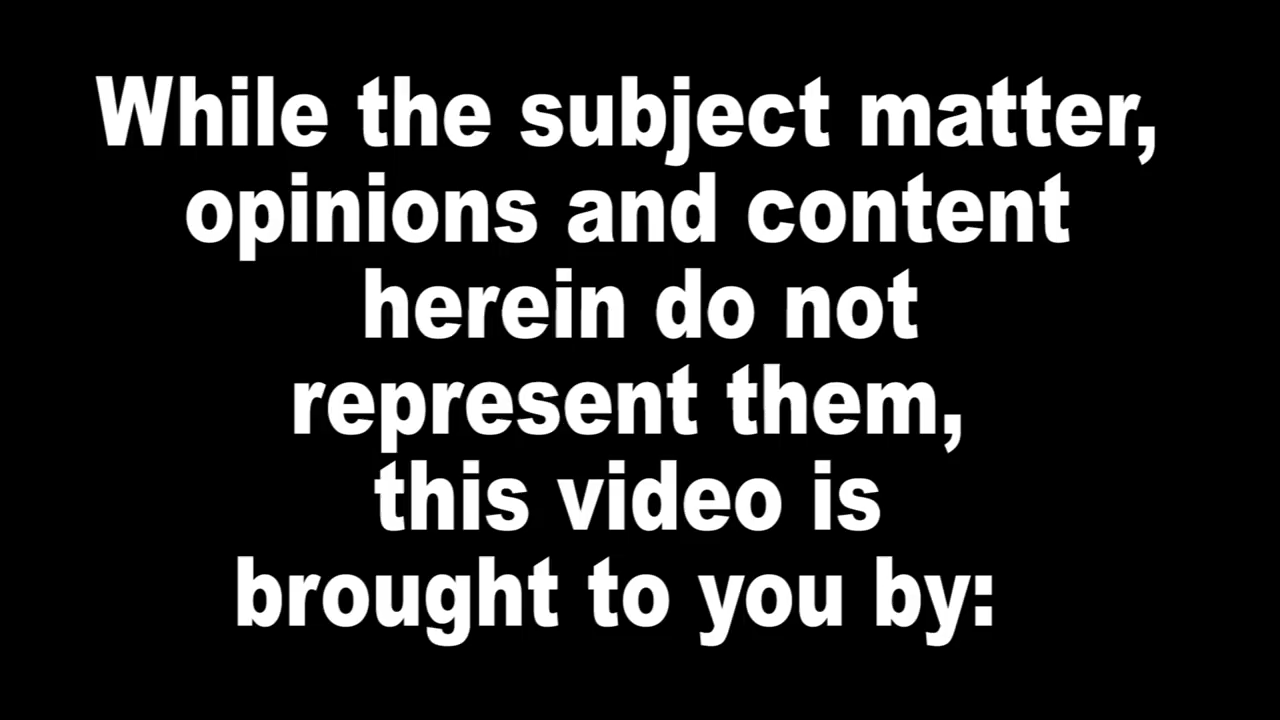 While the subject matter,
opinions and content
herein do not
represent them,
this video is
brought to you by: